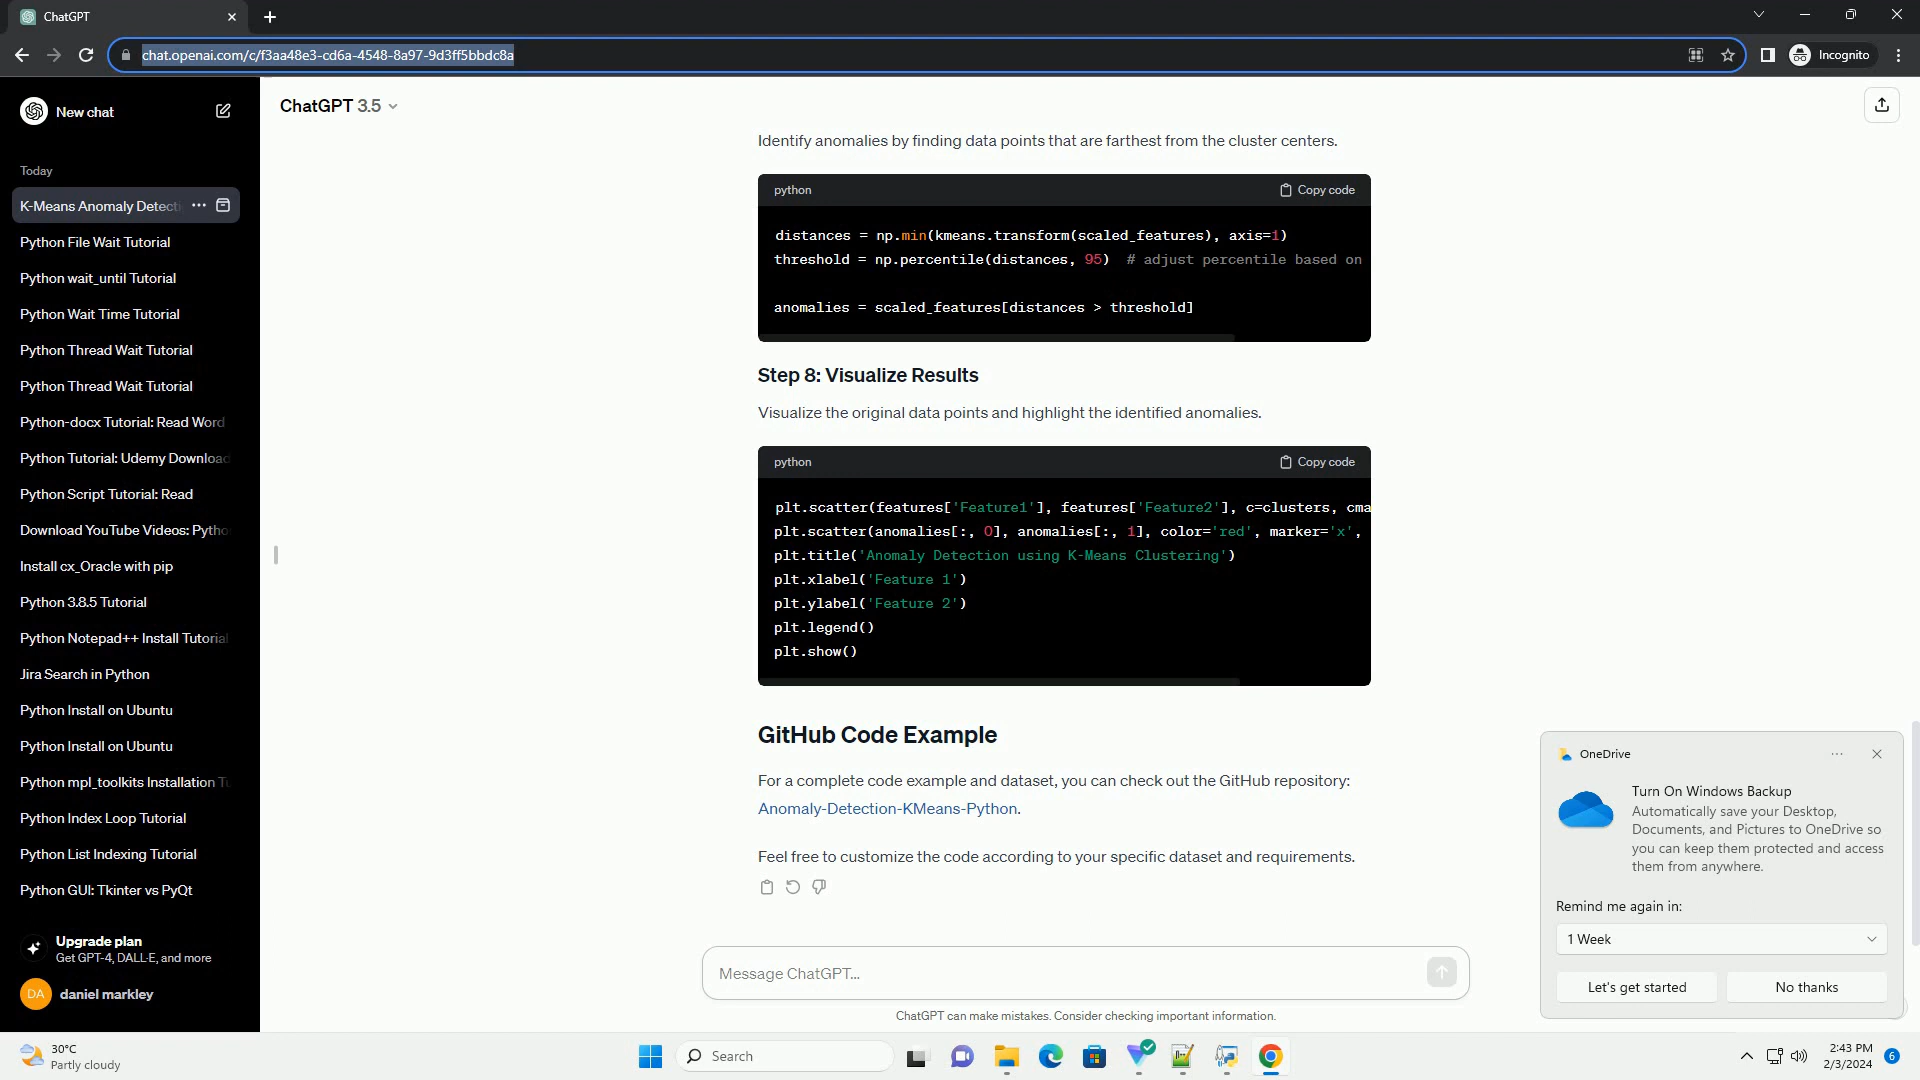 ChatGPT
chat.openai.com/c/f3aa48e3-cd6a-4548-8a97-9d3ff5bbdc8a
Incognito
New chat
Today
K-Means Anomaly Detecti
Python File Wait Tutorial
Python wait_until Tutorial
Python Wait Time Tutorial
Python Thread Wait Tutorial
Python Thread Wait Tutorial
Python-docx Tutorial: Read Word
Python Tutorial: Udemy Download
Python Script Tutorial: Read
Download YouTube Videos: Pytho
Install cx_Oracle with pip
Python 3.8.5 Tutorial
Python Notepad++ Install Tutorial
Jira Search in Python
Python Install on Ubuntu
Python Install on Ubuntu
Python mpl_toolkits Installation Tu
Python Index Loop Tutorial
Python List Indexing Tutorial
Python GUI: Tkinter vs PyQt
Upgrade plan
Get GPT-4, DALL·E, and more
DA daniel markley
ChatGPT 3.5
Identify anomalies by finding data points that are farthest from the cluster centers.
python Copy code
distances = np.min(kmeans.transform(scaled_features), axis=1)
threshold = np.percentile(distances, 95)  # adjust percentile based on
anomalies = scaled_features[distances > threshold]
Step 8: Visualize Results
Visualize the original data points and highlight the identified anomalies.
python Copy code
plt.scatter(features['Feature1'], features['Feature2'], c=clusters, cma
plt.scatter(anomalies[:, 0], anomalies[:, 1], color='red', marker='x',
plt.title('Anomaly Detection using K-Means Clustering')
plt.xlabel('Feature 1')
plt.ylabel('Feature 2')
plt.legend()
plt.show()
GitHub Code Example
For a complete code example and dataset, you can check out the GitHub repository:
Anomaly-Detection-KMeans-Python.
Feel free to customize the code according to your specific dataset and requirements.
Message ChatGPT...
ChatGPT can make mistakes. Consider checking important information.
OneDrive
Turn On Windows Backup
Automatically save your Desktop,
Documents, and Pictures to OneDrive so
you can keep them protected and access
them from anywhere.
Remind me again in:
1 Week
Let's get started
No thanks
30°C
Partly cloudy
Search
2:43 PM
2/3/2024
6